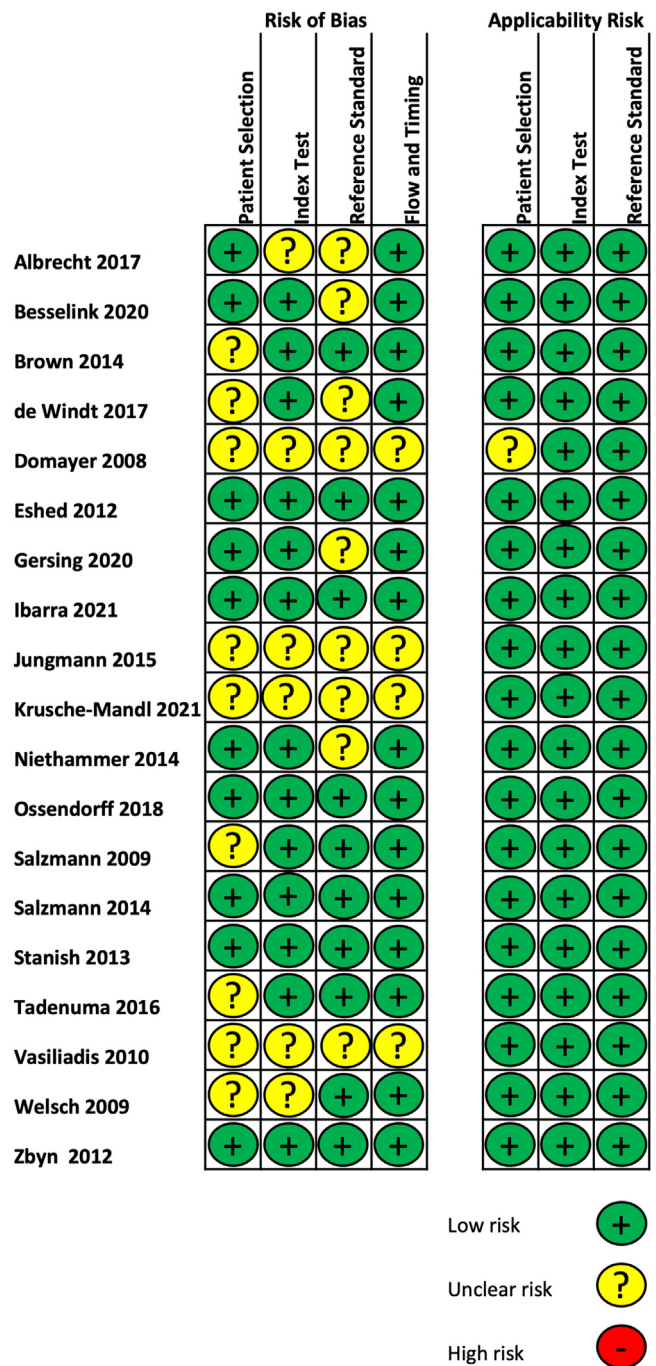 Risk of Bias Applicability Risk
Patient Selection Index Test Reference Standard Flow and Timing Patient Selection Index Test Reference Standard
Albrecht 2017 + ? ? + + + +
Besselink 2020 + + ? + + + +
Brown 2014 ? + + + + + +
de Windt 2017 ? + ? + + + +
Domayer 2008 ? ? ? ? ? + +
Eshed 2012 + + + + + + +
Gersing 2020 + + ? + + + +
Ibarra 2021 + + + + + + +
Jungmann 2015 ? ? ? ? + + +
Krusche-Mandl 2021 ? ? ? ? + + +
Niethammer 2014 + + ? + + + +
Ossendorff 2018 + + + + + + +
Salzmann 2009 ? + + + + + +
Salzmann 2014 + + + + + + +
Stanish 2013 + + + + + + +
Tadenuma 2016 ? + + + + + +
Vasiliadis 2010 ? ? ? ? + + +
Welsch 2009 ? ? + + + + +
Zbyn 2012 + + + + + + +
Low risk +
Unclear risk ?
High risk -